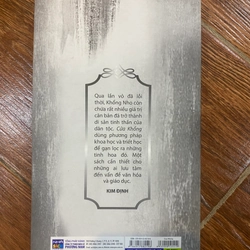 Qua lần vỏ đã lỗi
thời, Khổng Nho còn
chứa rất nhiều giá trị
căn bản đã trở thành
di sản tinh thần của
dân tộc. Cửa Khổng
dùng phương pháp
khoa học và triết học
để gạn lọc ra những
tinh hoa đó. Một
sách cần thiết cho
những ai lưu tâm
đến vấn đề văn hóa
và giáo dục.
KIM ĐỊNH